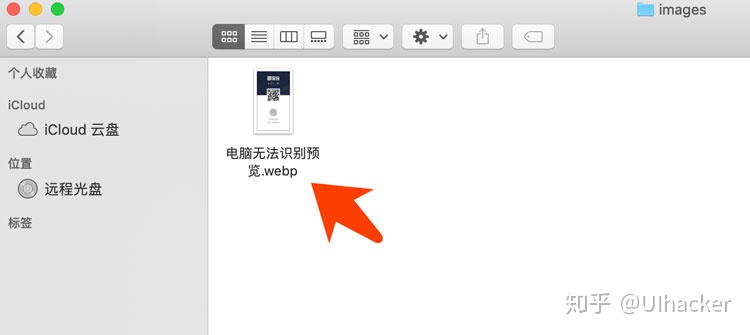 images
个人收藏
iCloud
iCloud 云盘
位置
远程光盘
标签
电脑无法识别预
览.webp
知乎 @UIhacker